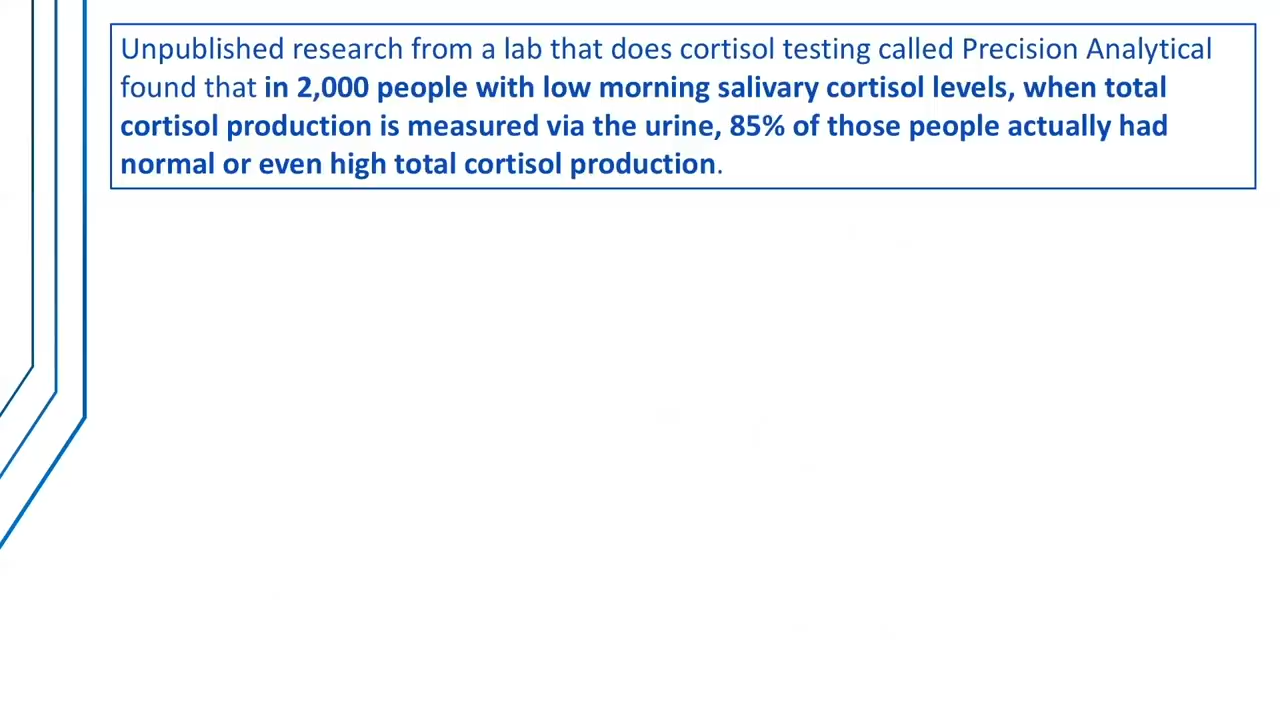 Unpublished research from a lab that does cortisol testing called Precision Analytical
found that in 2,000 people with low morning salivary cortisol levels, when total
cortisol production is measured via the urine, 85% of those people actually had
normal or even high total cortisol production.